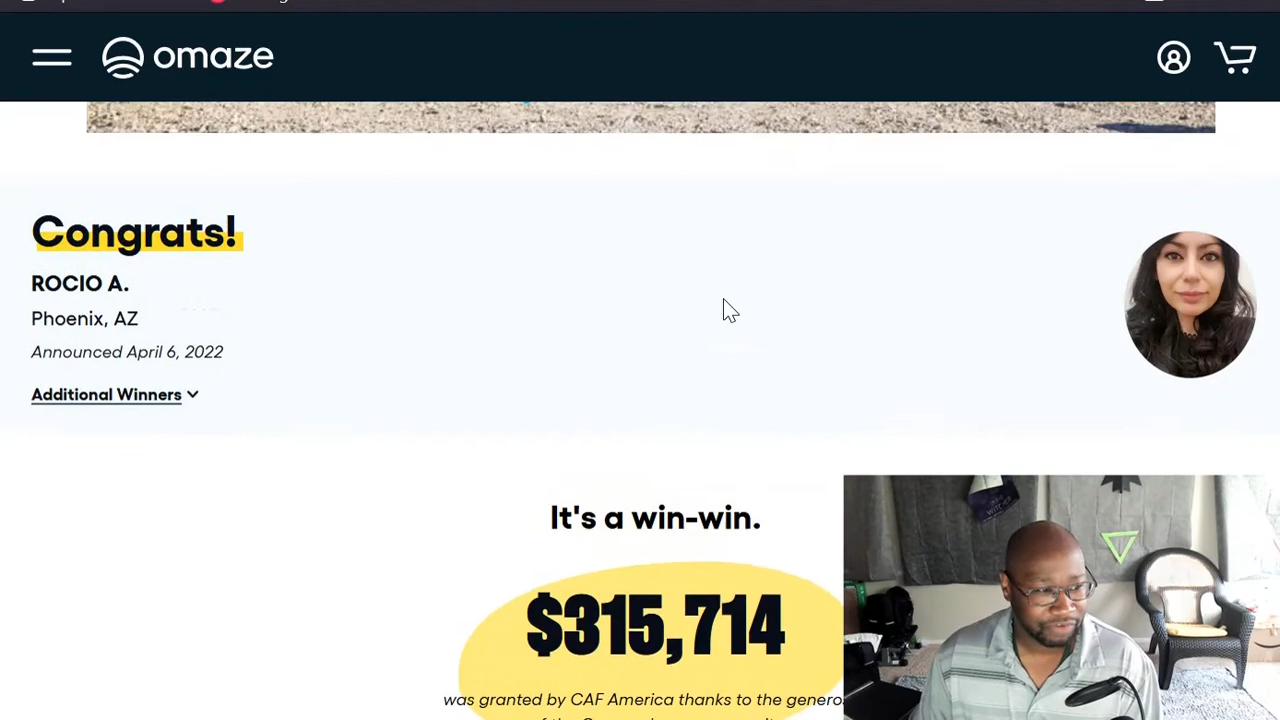 omaze
Congrats!
ROCIO A.
Phoenix, AZ
Announced April 6, 2022
Additional Winners
It's a win-win.
$315,714
was granted by CAF America thanks to the genero